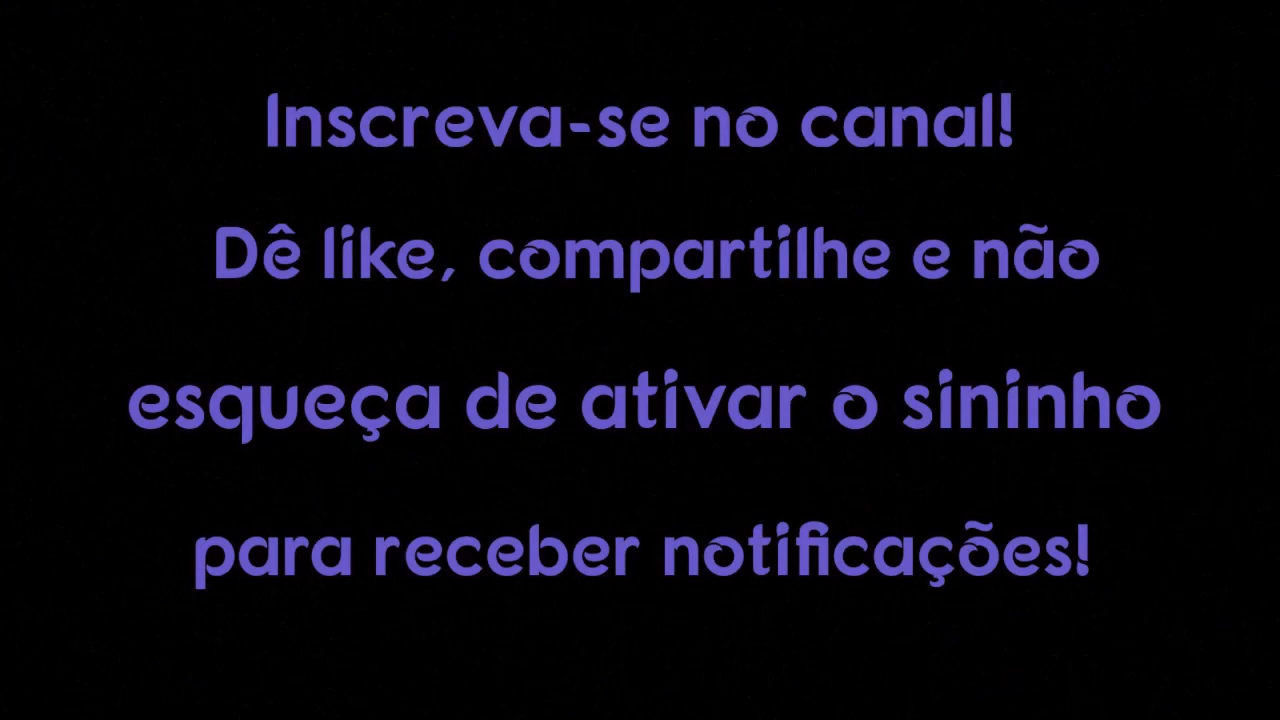 Inscreva-se no canal!
Dê like, compartilhe e não
esqueça de ativar o sininho
para receber notificações!